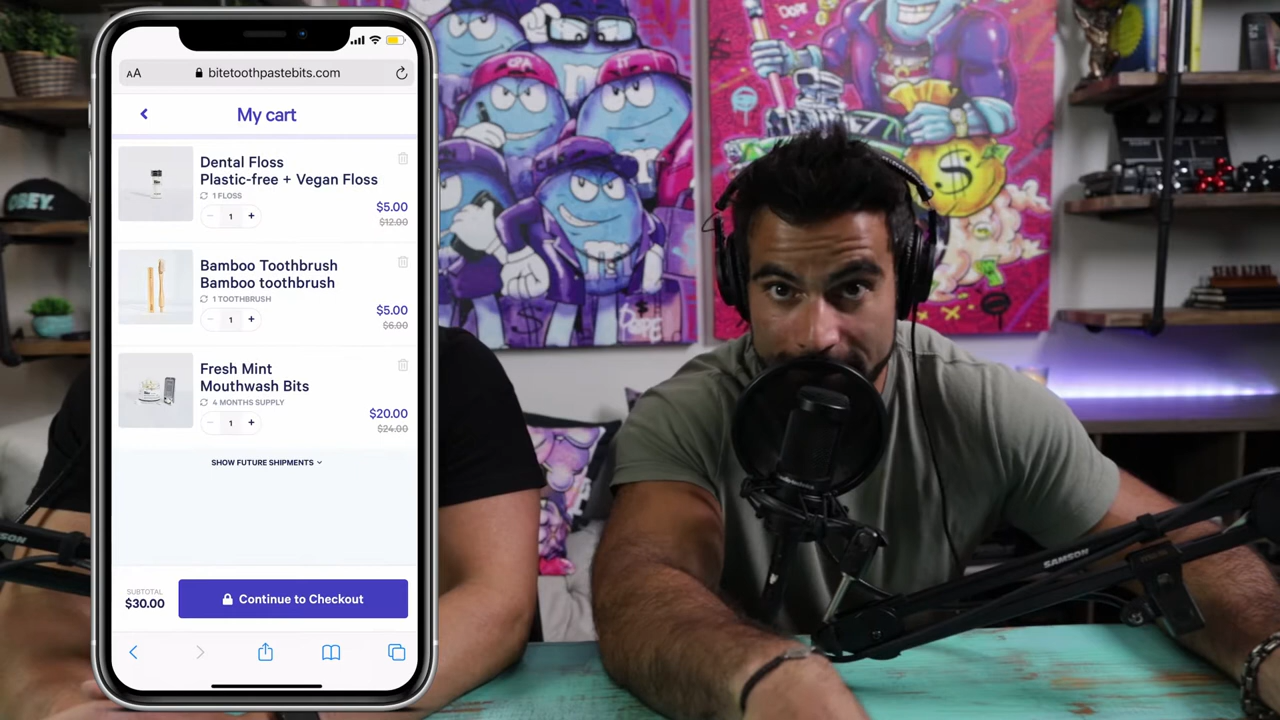 AA
bitetoothpastebits.com
My cart
Dental Floss
Plastic-free + Vegan Floss
1 FLOSS
1
$5.00
$12.00
Bamboo Toothbrush
Bamboo toothbrush
1 TOOTHBRUSH
1
$5.00
$6.00
Fresh Mint
Mouthwash Bits
4 MONTHS SUPPLY
1
$20.00
$24.00
SHOW FUTURE SHIPMENTS
SUBTOTAL
$30.00
Continue to Checkout
OBEY.
DOPE
DOPE
$
SAMSON